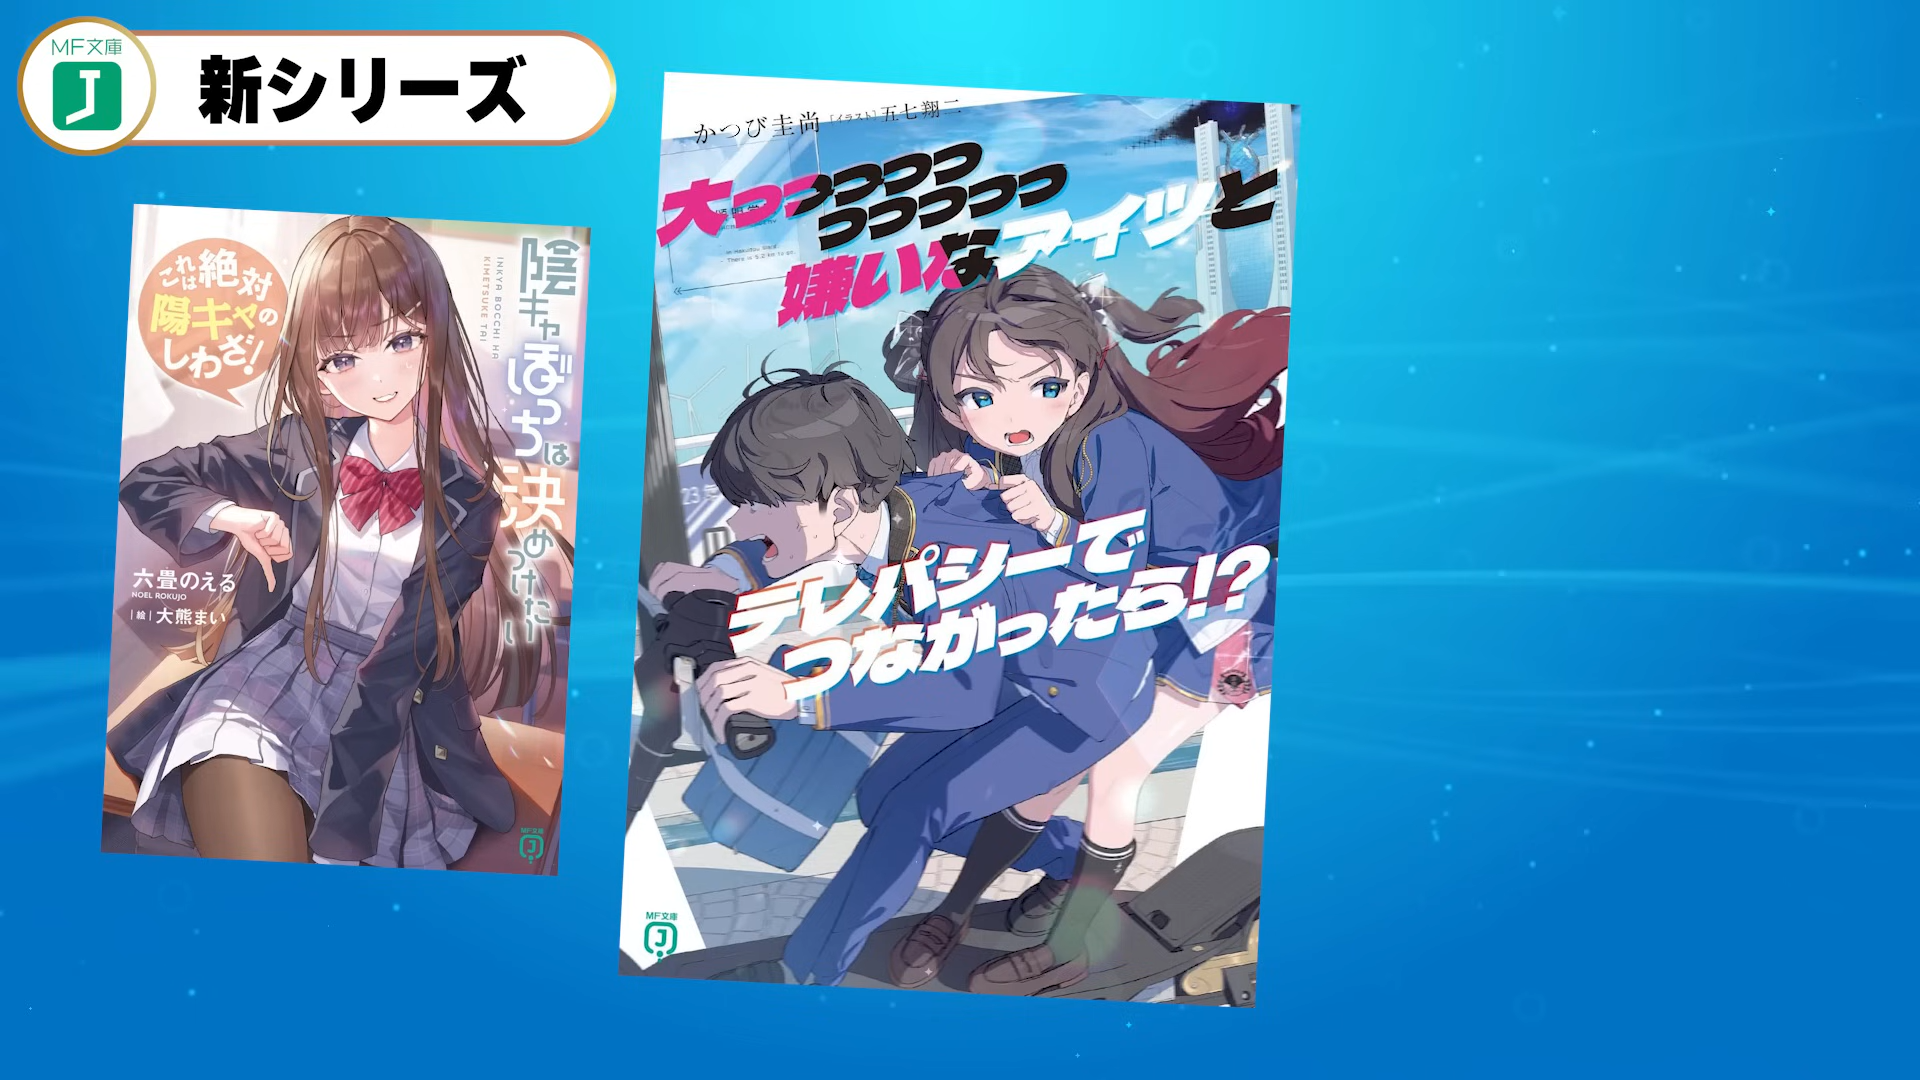 MF文庫
J
新シリーズ
これは絶対
陽キャの
しわざ!
陰キャぼっちは決めつけたい
INKYA BOCCHI HA
KIMETSUKE TAI
六畳のえる
NOEL ROKUJO
|絵|大熊まい
MF文庫
J
かつび圭尚 [イラスト]五七翔二
大っっっっっっ
っっっっっ
嫌いなアイツと
テレパシーで
つながったら!?
MF文庫
J